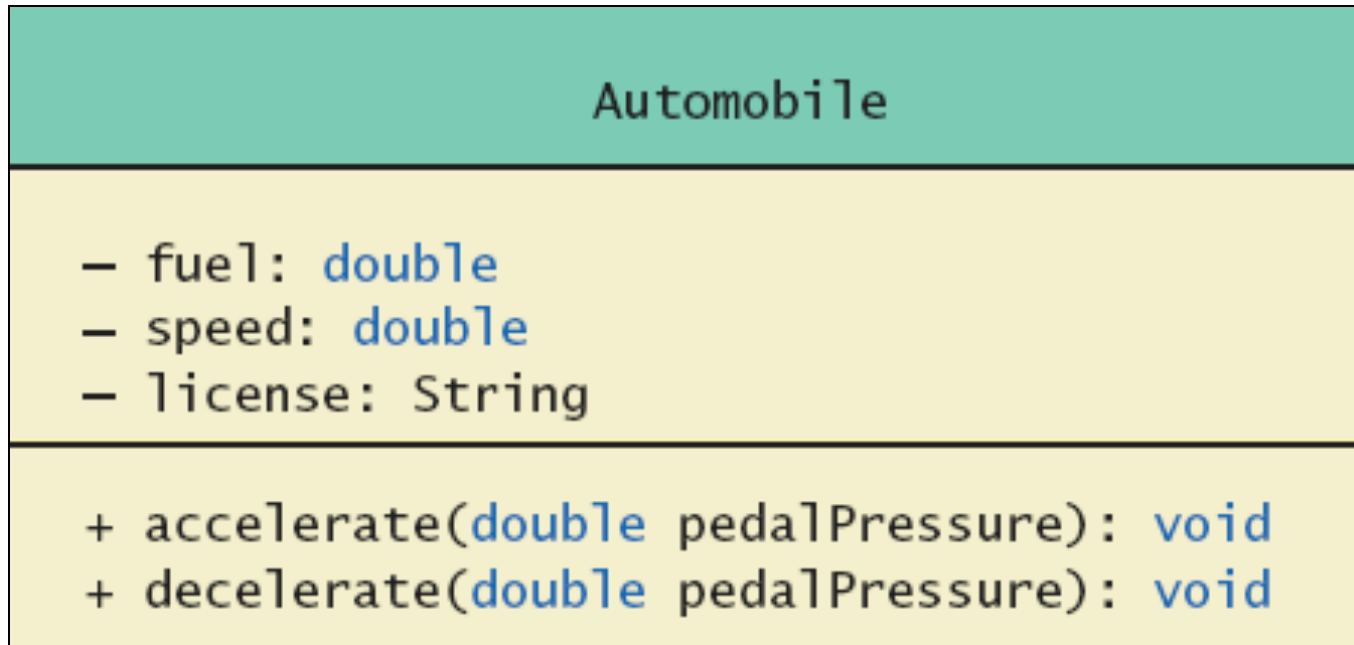 Automobile
– fuel: double
– speed: double
– license: String
+ accelerate(double pedalPressure): void
+ decelerate(double pedalPressure): void